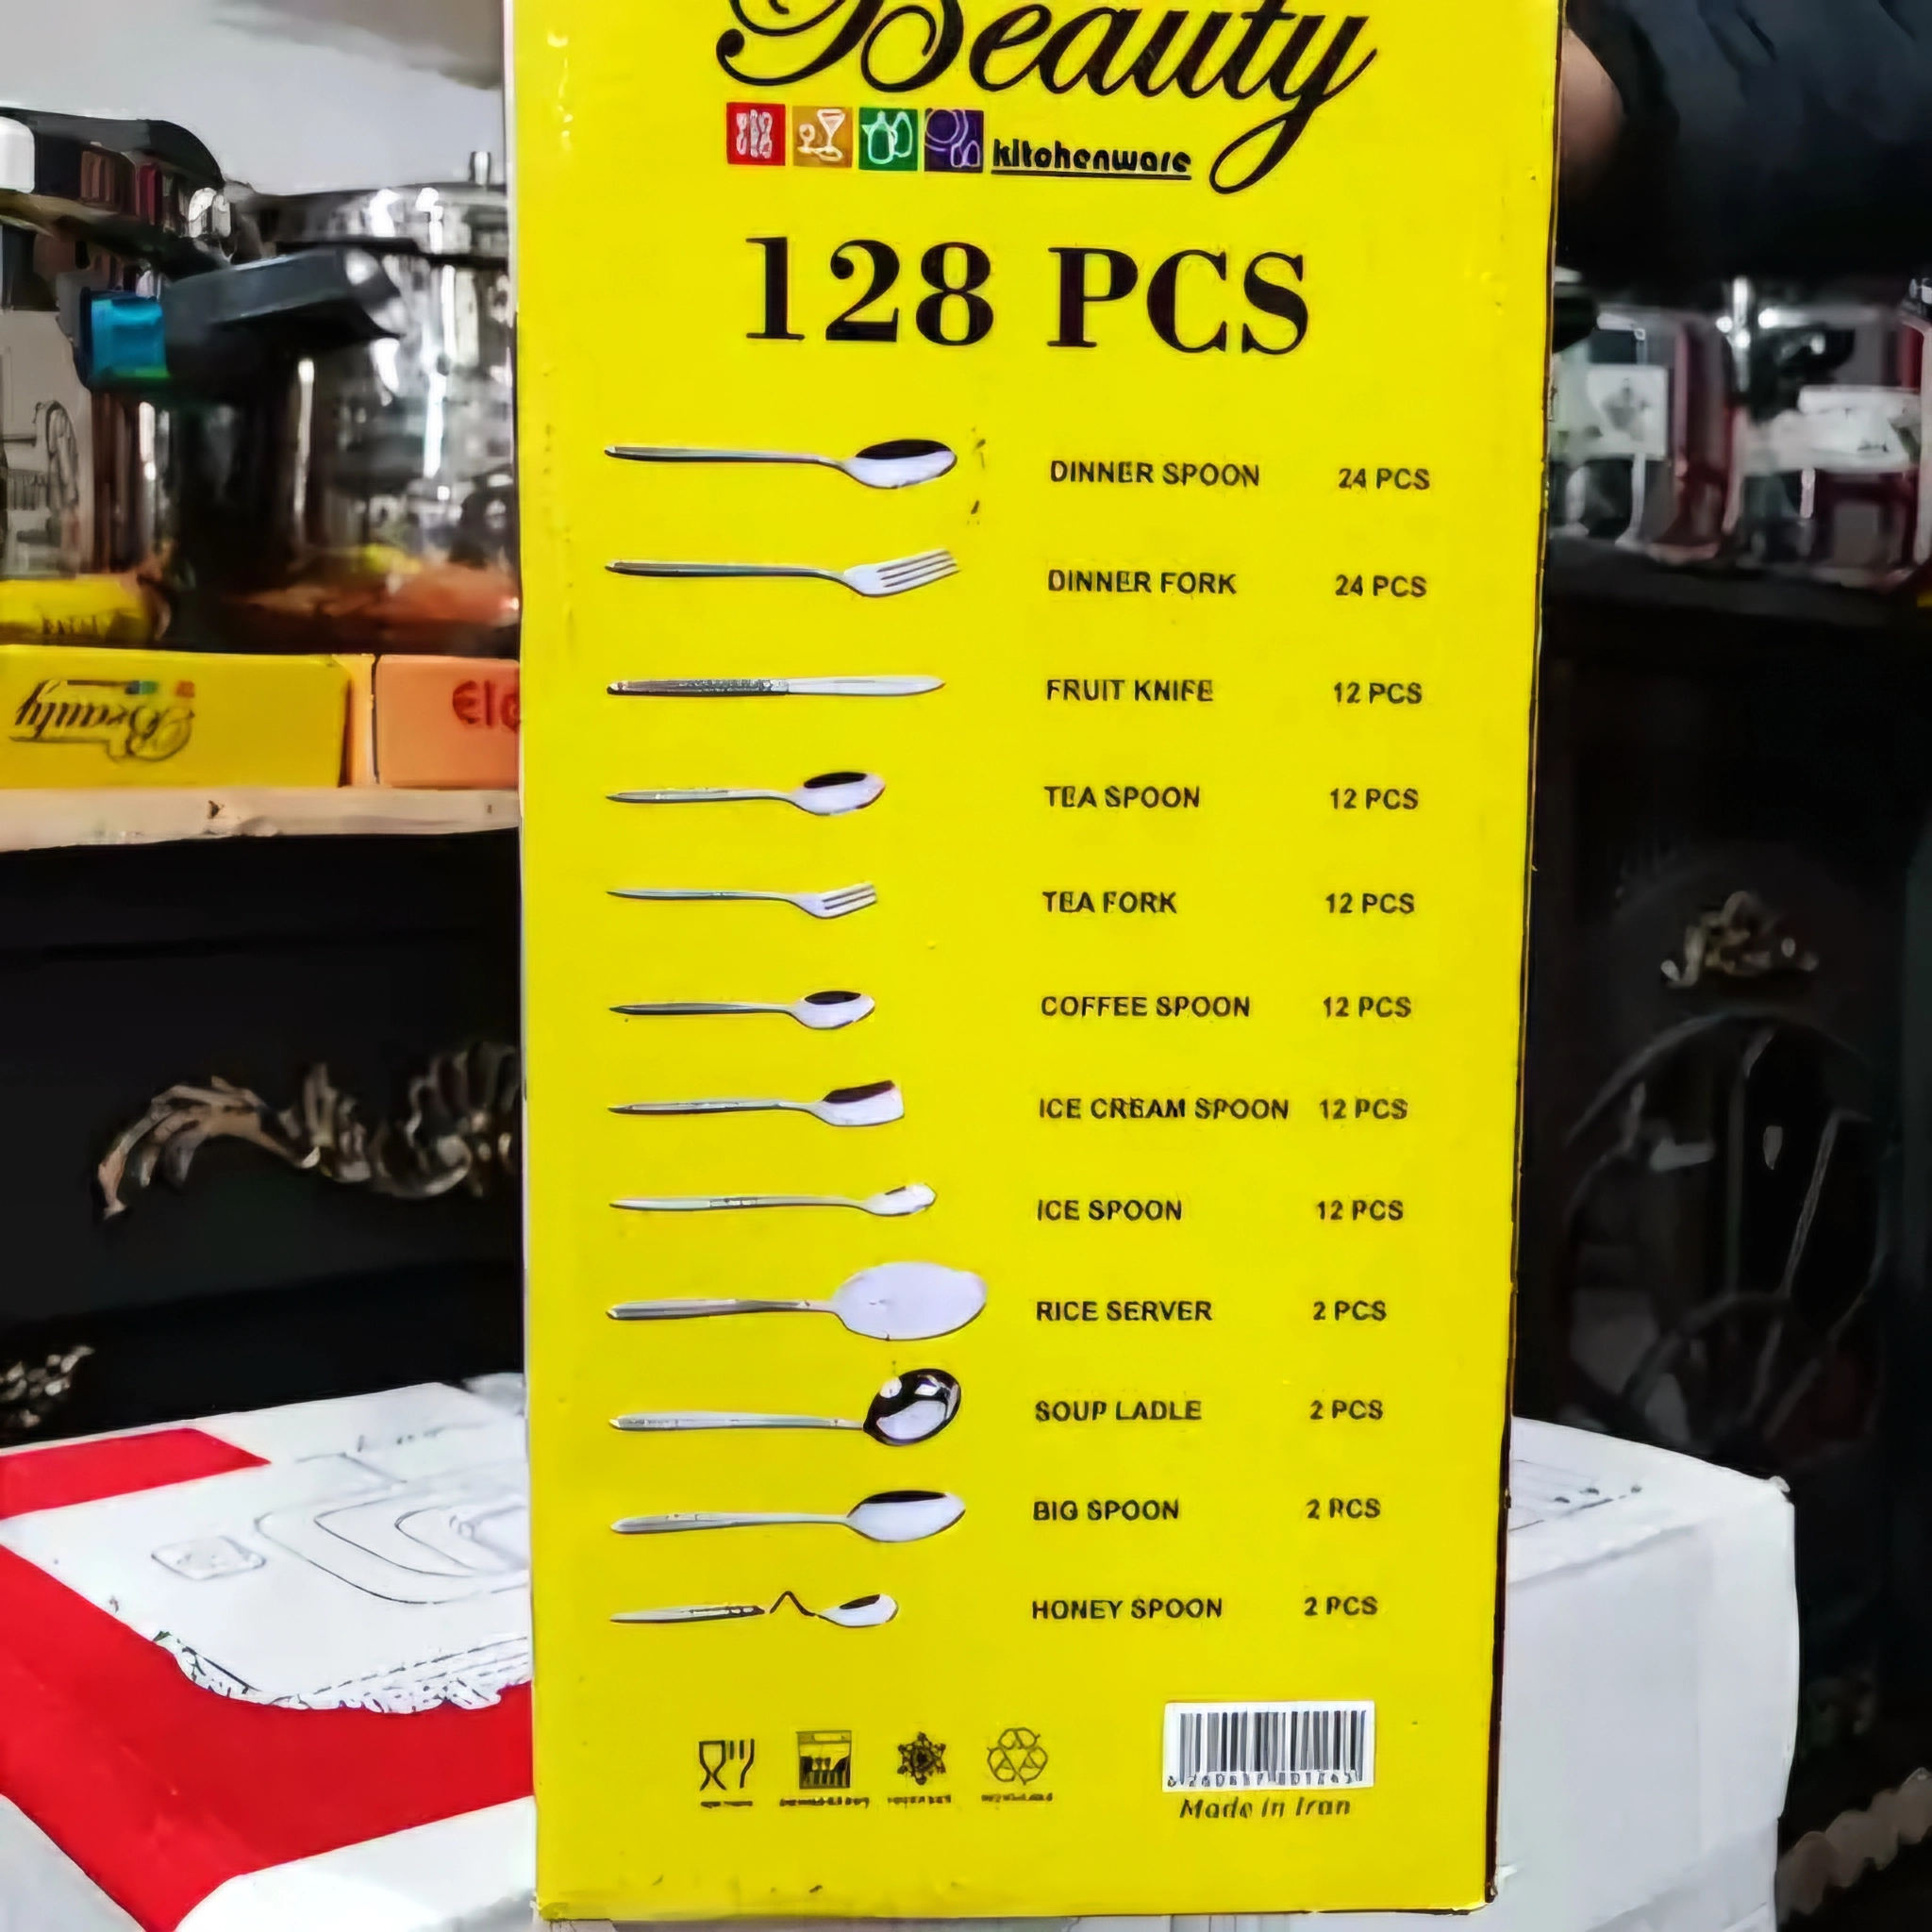 Beauty
kitchenware
128 PCS
DINNER SPOON 24 PCS
DINNER FORK 24 PCS
FRUIT KNIFE 12 PCS
TEA SPOON 12 PCS
TEA FORK 12 PCS
COFFEE SPOON 12 PCS
ICE CREAM SPOON 12 PCS
ICE SPOON 12 PCS
RICE SERVER 2 PCS
SOUP LADLE 2 PCS
BIG SPOON 2 PCS
HONEY SPOON 2 PCS
Made in Iran
Beauty